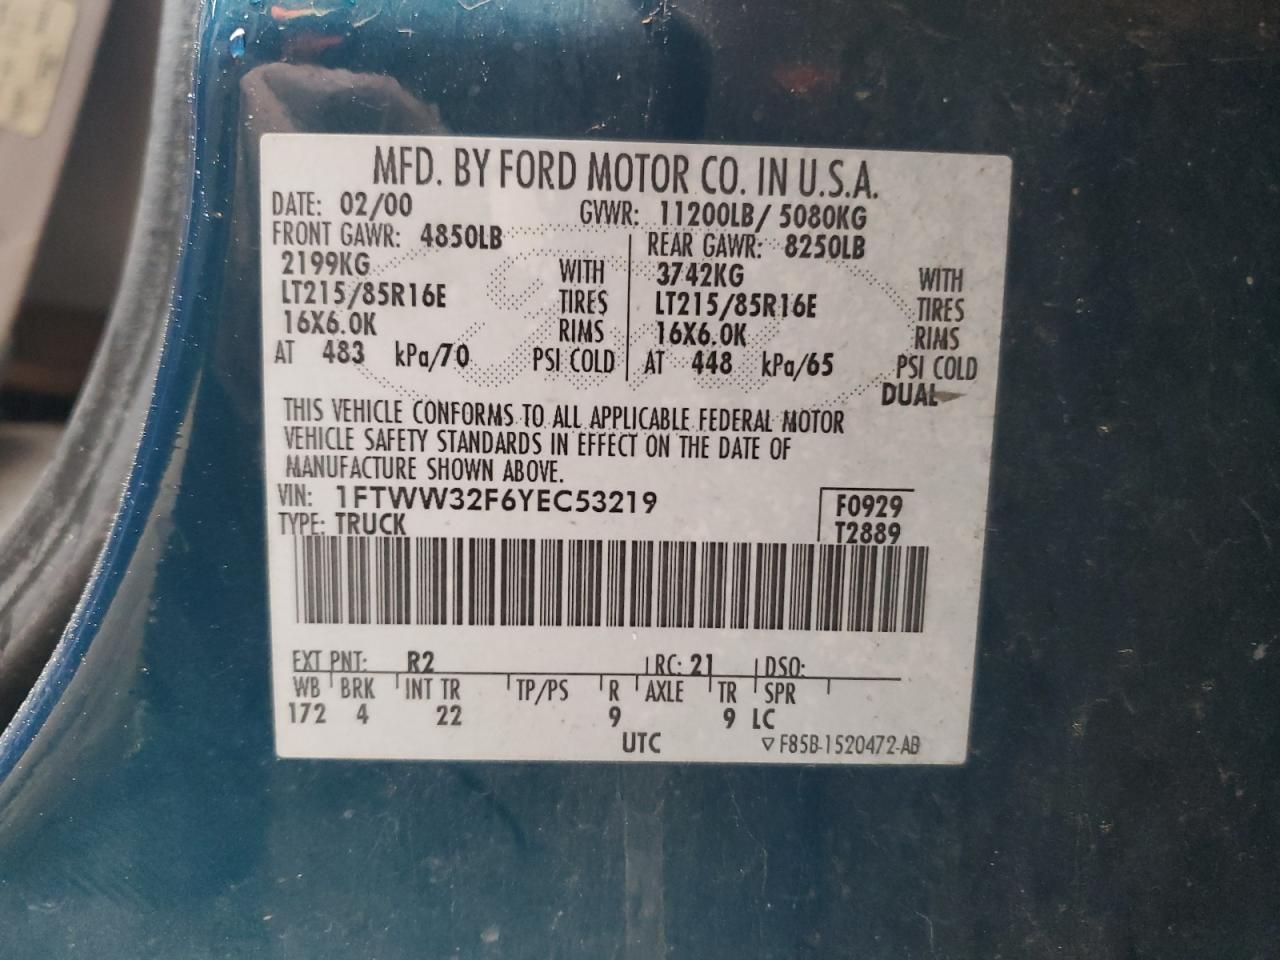 MFD. BY FORD MOTOR CO. IN U.S.A.
DATE: 02/00 GVWR: 11200LB/ 5080KG
FRONT GAWR: 4850LB REAR GAWR: 8250LB
2199KG WITH 3742KG WITH
LT215/85R16E TIRES LT215/85R16E TIRES
16X6.0K RIMS 16X6.0K RIMS
AT 483 kPa/70 PSI COLD AT 448 kPa/65 PSI COLD
DUAL
THIS VEHICLE CONFORMS TO ALL APPLICABLE FEDERAL MOTOR
VEHICLE SAFETY STANDARDS IN EFFECT ON THE DATE OF
MANUFACTURE SHOWN ABOVE.
VIN: 1FTWW32F6YEC53219 F0929
TYPE: TRUCK T2889
EXT PNT: R2 RC: 21 DSO:
WB BRK INT TR TP/PS R AXLE TR SPR
172 4 22 9 9 LC
UTC ▽ F85B-1520472-AB